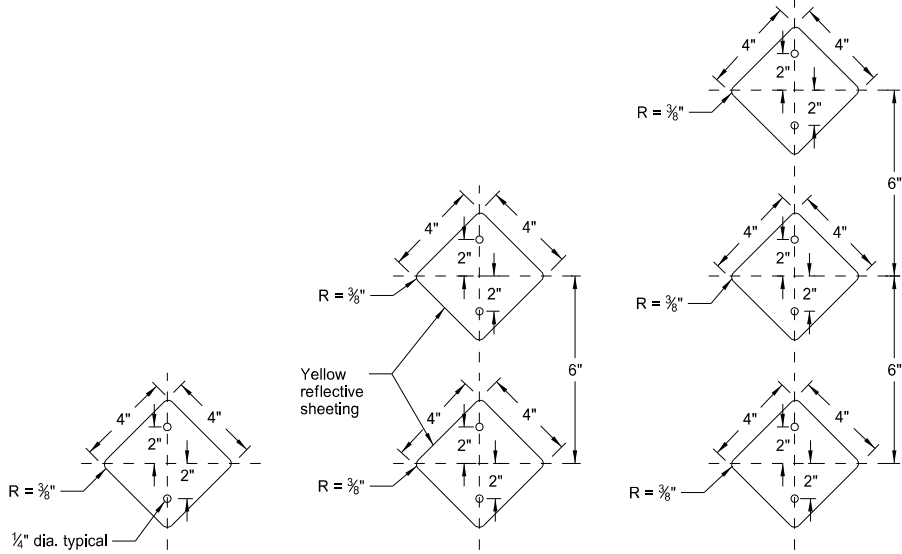 4" 4"
2"
2"
R = ⅜"
6"
4" 4"
4" 4"
2"
2"
2"
2"
R = ⅜"
R = ⅜"
Yellow
reflective
sheeting
6"
6"
4" 4"
4" 4"
4" 4"
2"
2"
2"
2"
2"
2"
R = ⅜"
R = ⅜"
R = ⅜"
¼" dia. typical